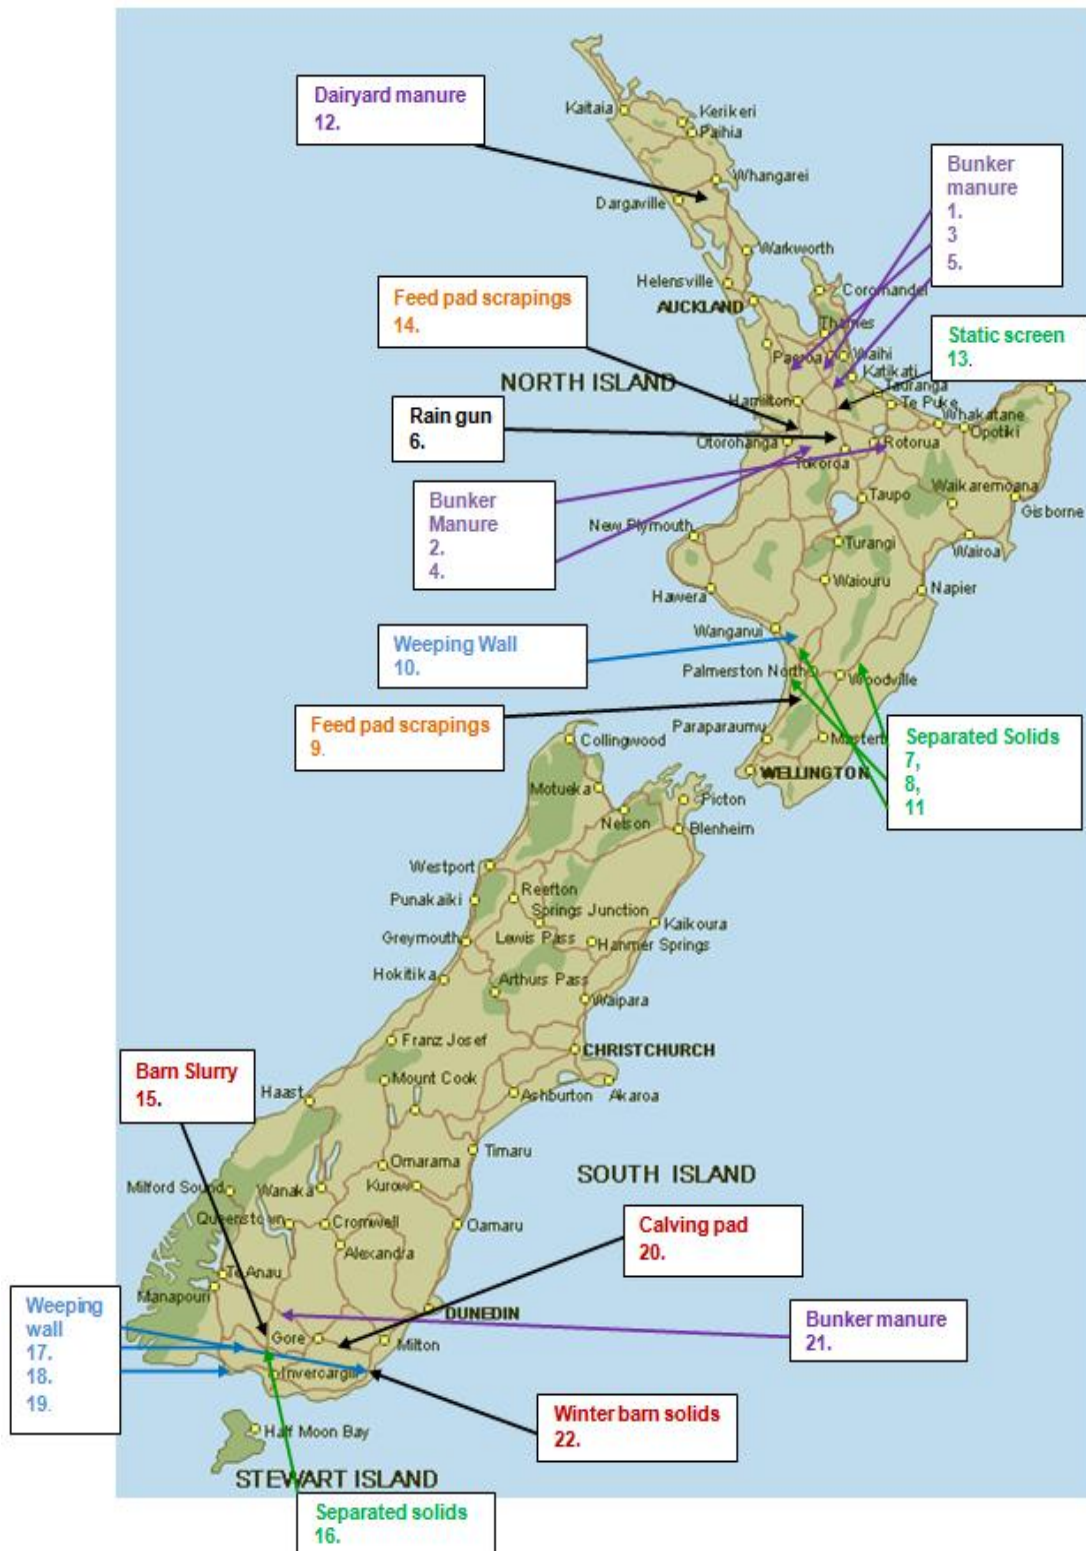 Dairyard manure
12.
Kaitaia
Kerikeri
Paihia
Whangarei
Dargaville
Bunker
manure
1.
3
5.
Warkworth
Helensville
Coromandel
AUCKLAND
Feed pad scrapings
14.
Thames
Static screen
13.
Paeroa
Waihi
Katikati
NORTH ISLAND
Tauranga
Hamilton
Te Puke
Whakatane
Opotiki
Rain gun
6.
Otorohanga
Rotorua
Tokoroa
Bunker
Manure
2.
4.
Taupo
Waikaremoana
Gisborne
New Plymouth
Turangi
Wairoa
Waiouru
Napier
Hawera
Wanganui
Weeping Wall
10.
Palmerston North
Woodville
Feed pad scrapings
9.
Paraparaumu
Mastert
Separated Solids
7,
8,
11
Collingwood
WELLINGTON
Motueka
Picton
Nelson
Blenheim
Westport
Reefton
Punakaiki
Springs Junction
Kaikoura
Greymouth
Lewis Pass
Hanmer Springs
Hokitika
Arthurs Pass
Waipara
Franz Josef
CHRISTCHURCH
Barn Slurry
15.
Mount Cook
Haast
Ashburton
Akaroa
Timaru
Omarama
SOUTH ISLAND
Milford Sound
Wanaka
Kurow
Queenstown
Cromwell
Oamaru
Calving pad
20.
Alexandra
Te Anau
Manapouri
Weeping
wall
17.
18.
19.
DUNEDIN
Bunker manure
21.
Gore
Milton
Invercargill
Winter barn solids
22.
Half Moon Bay
STEWART ISLAND
Separated solids
16.